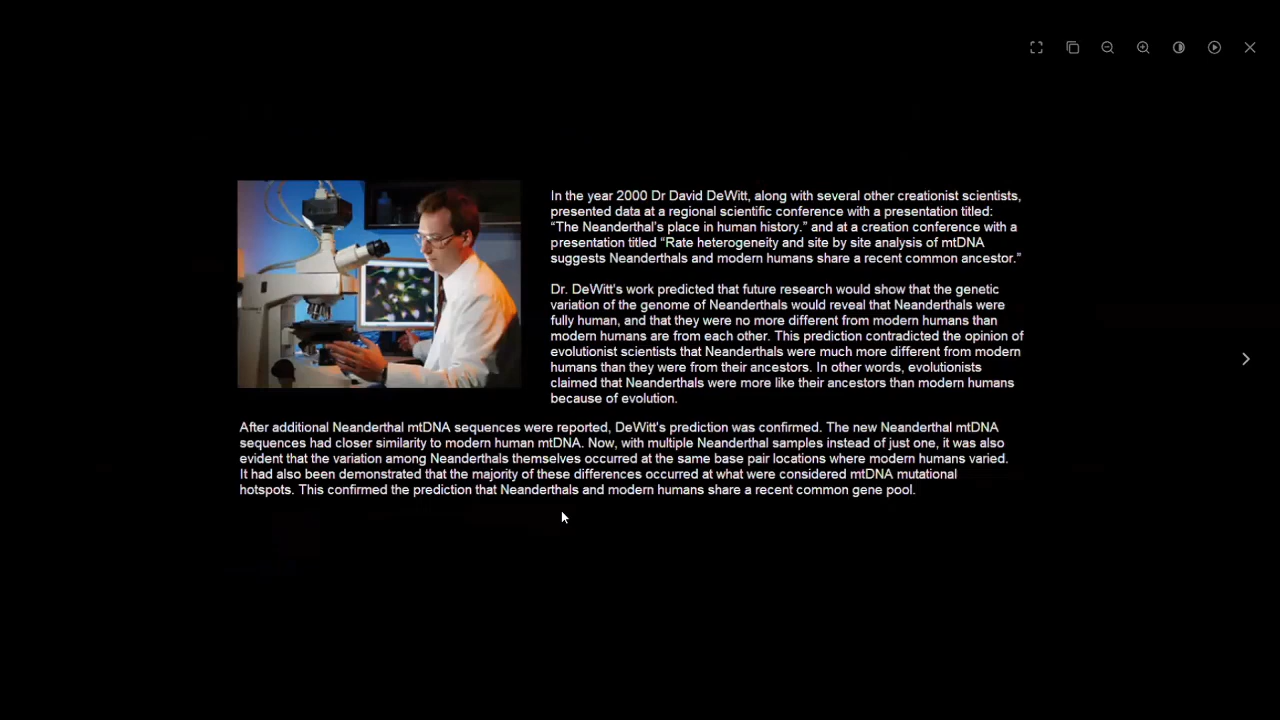 In the year 2000 Dr David DeWitt, along with several other creationist scientists,
presented data at a regional scientific conference with a presentation titled:
“The Neanderthal’s place in human history.” and at a creation conference with a
presentation titled “Rate heterogeneity and site by site analysis of mtDNA
suggests Neanderthals and modern humans share a recent common ancestor.”
Dr. DeWitt’s work predicted that future research would show that the genetic
variation of the genome of Neanderthals would reveal that Neanderthals were
fully human, and that they were no more different from modern humans than
modern humans are from each other. This prediction contradicted the opinion of
evolutionist scientists that Neanderthals were much more different from modern
humans than they were from their ancestors. In other words, evolutionists
claimed that Neanderthals were more like their ancestors than modern humans
because of evolution.
After additional Neanderthal mtDNA sequences were reported, DeWitt’s prediction was confirmed. The new Neanderthal mtDNA
sequences had closer similarity to modern human mtDNA. Now, with multiple Neanderthal samples instead of just one, it was also
evident that the variation among Neanderthals themselves occurred at the same base pair locations where modern humans varied.
It had also been demonstrated that the majority of these differences occurred at what were considered mtDNA mutational
hotspots. This confirmed the prediction that Neanderthals and modern humans share a recent common gene pool.